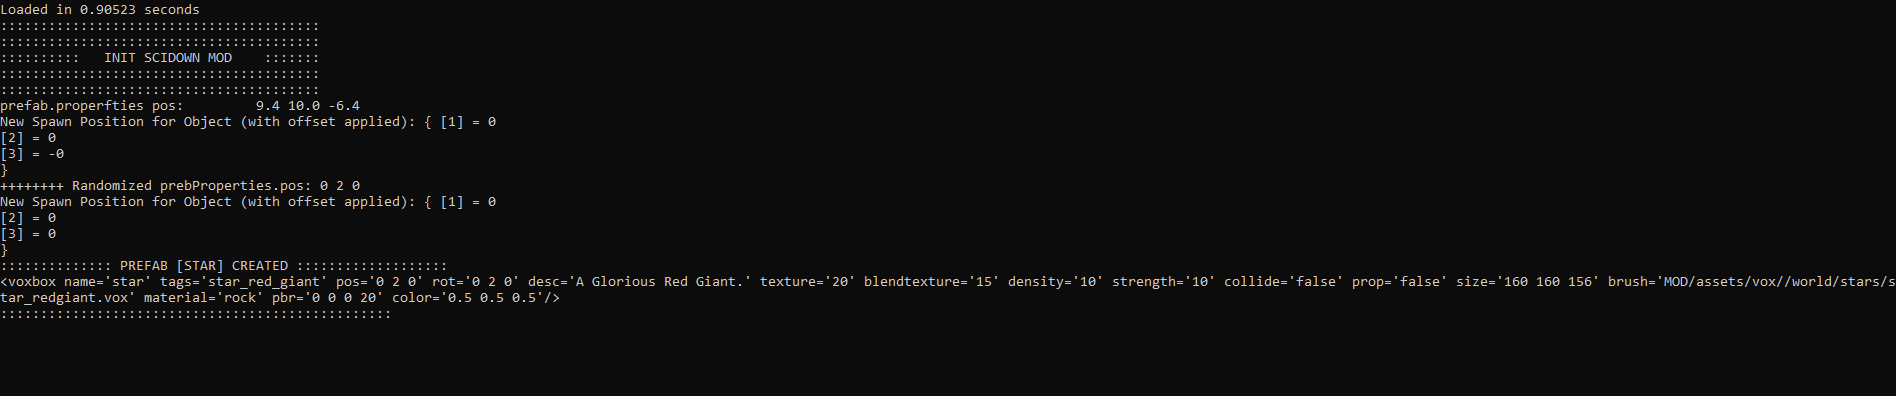 Loaded in 0.90523 seconds
::::::::::::::::::::::::::::::::::::::::
::::::::::::::::::::::::::::::::::::::::
::::::::::   INIT SCIDOWN MOD    :::::::
::::::::::::::::::::::::::::::::::::::::
::::::::::::::::::::::::::::::::::::::::
prefab.properfties pos:         9.4 10.0 -6.4
New Spawn Position for Object (with offset applied): { [1] = 0
[2] = 0
[3] = -0
}
++++++++ Randomized prebProperties.pos: 0 2 0
New Spawn Position for Object (with offset applied): { [1] = 0
[2] = 0
[3] = 0
}
:::::::::::::: PREFAB [STAR] CREATED :::::::::::::::::::
<voxbox name='star' tags='star_red_giant' pos='0 2 0' rot='0 2 0' desc='A Glorious Red Giant.' texture='20' blendtexture='15' density='10' strength='10' collide='false' prop='false' size='160 160 156' brush='MOD/assets/vox//world/stars/s
tar_redgiant.vox' material='rock' pbr='0 0 0 20' color='0.5 0.5 0.5'/>
:::::::::::::::::::::::::::::::::::::::::::::::::